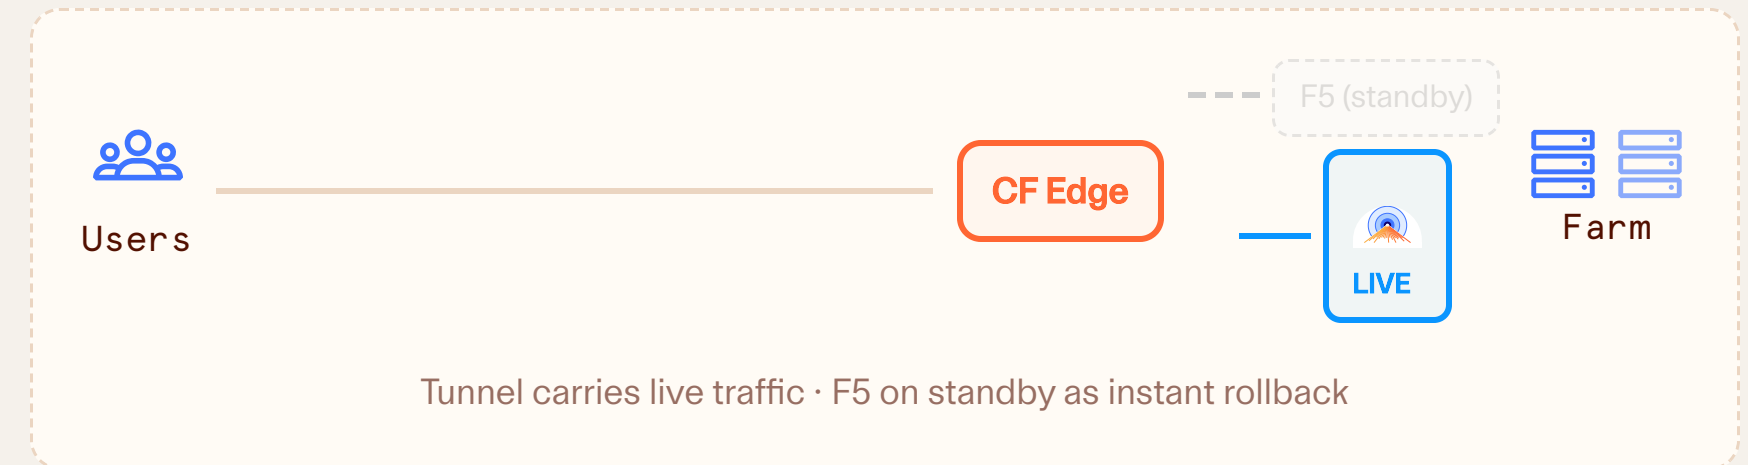 F5 (standby)
CF Edge
Users
Farm
LIVE
Tunnel carries live traffic · F5 on standby as instant rollback